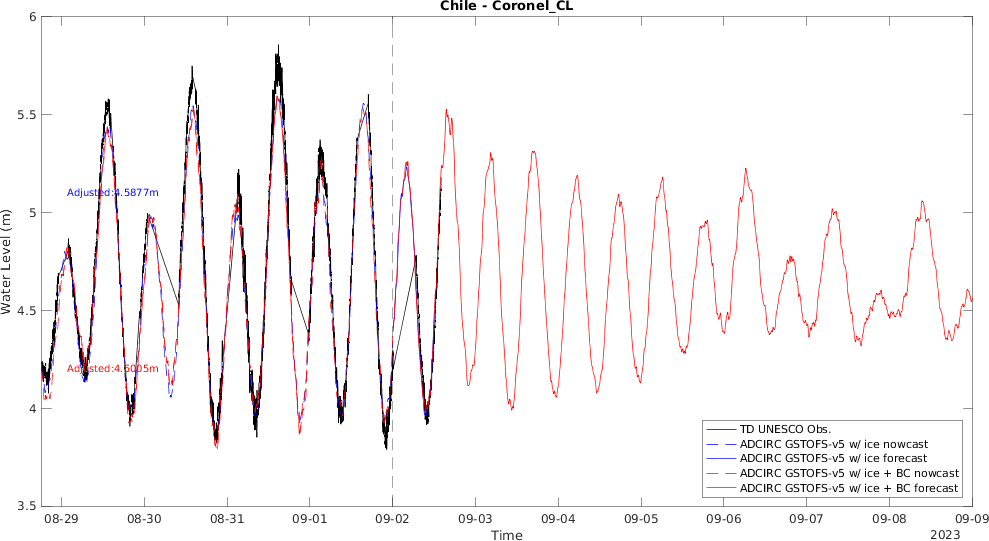 Chile - Coronel_CL
6
5.5
5
4.5
4
3.5
Water Level (m)
Adjusted:4.5877m
Adjusted:4.6005m
TD UNESCO Obs.
ADCIRC GSTOFS-v5 w/ ice nowcast
ADCIRC GSTOFS-v5 w/ ice forecast
ADCIRC GSTOFS-v5 w/ ice + BC nowcast
ADCIRC GSTOFS-v5 w/ ice + BC forecast
08-29 08-30 08-31 09-01 09-02 09-03 09-04 09-05 09-06 09-07 09-08 09-09
Time
2023